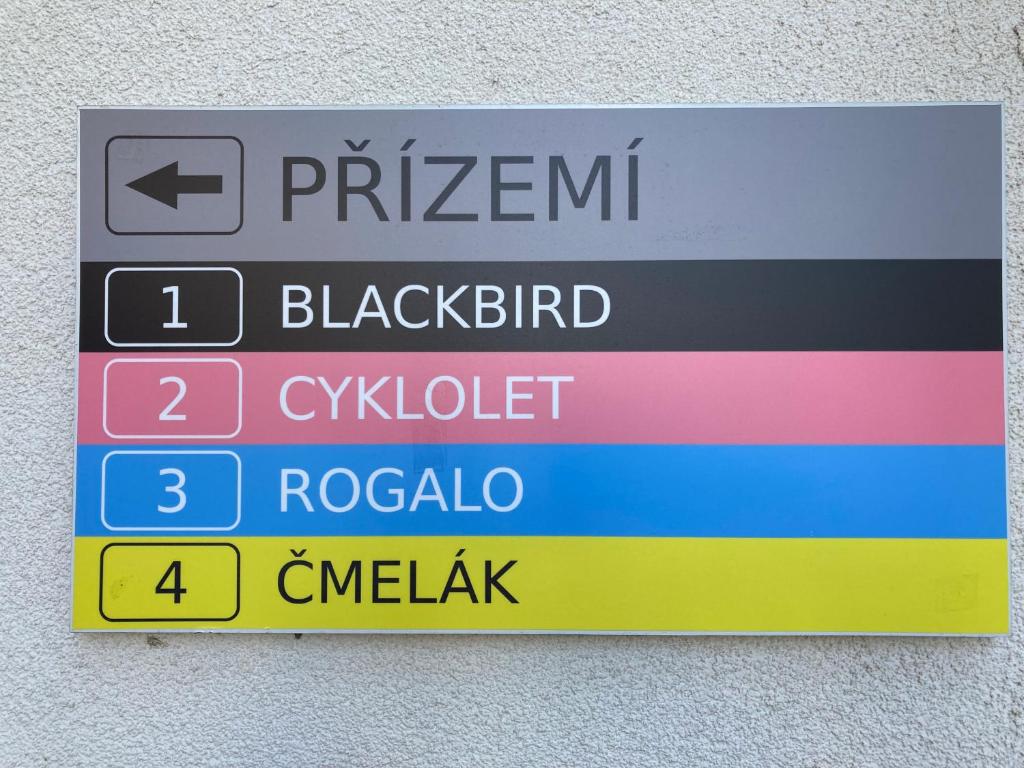 PŘÍZEMÍ
1 BLACKBIRD
2 CYKLOLET
3 ROGALO
4 ČMELÁK